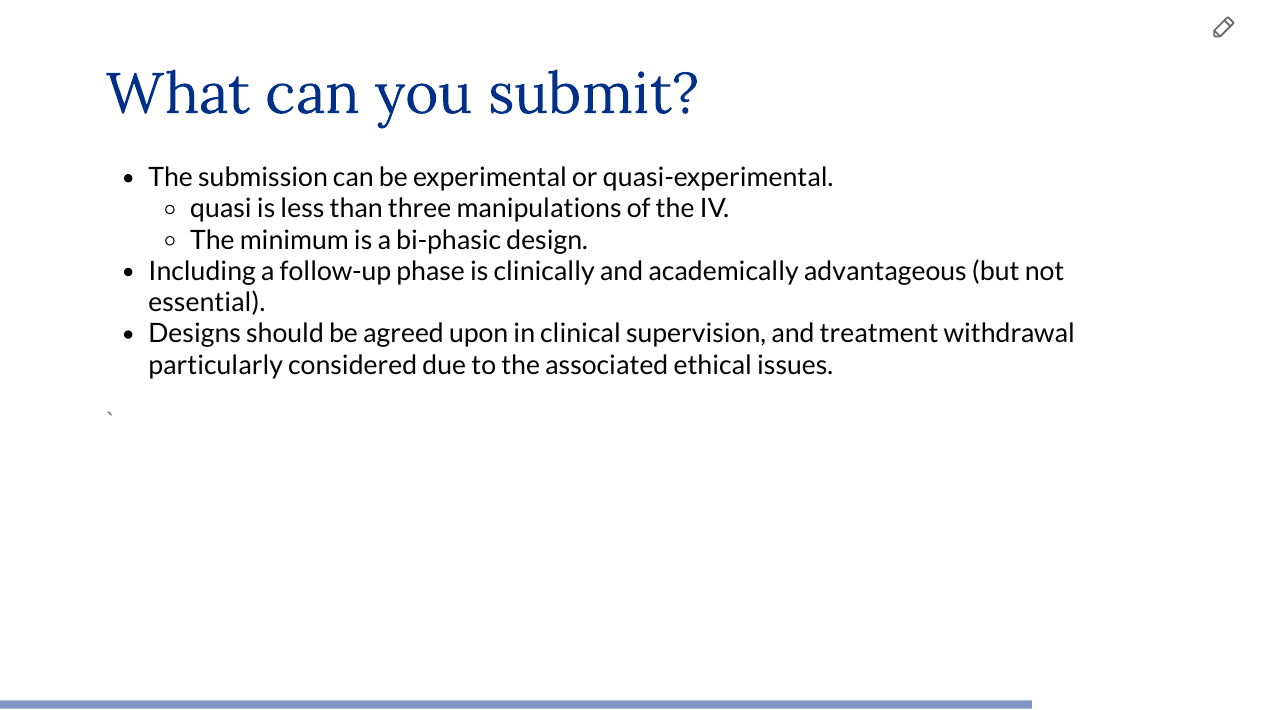 What can you submit?
• The submission can be experimental or quasi-experimental.
◦ quasi is less than three manipulations of the IV.
◦ The minimum is a bi-phasic design.
• Including a follow-up phase is clinically and academically advantageous (but not
essential).
• Designs should be agreed upon in clinical supervision, and treatment withdrawal
particularly considered due to the associated ethical issues.
`